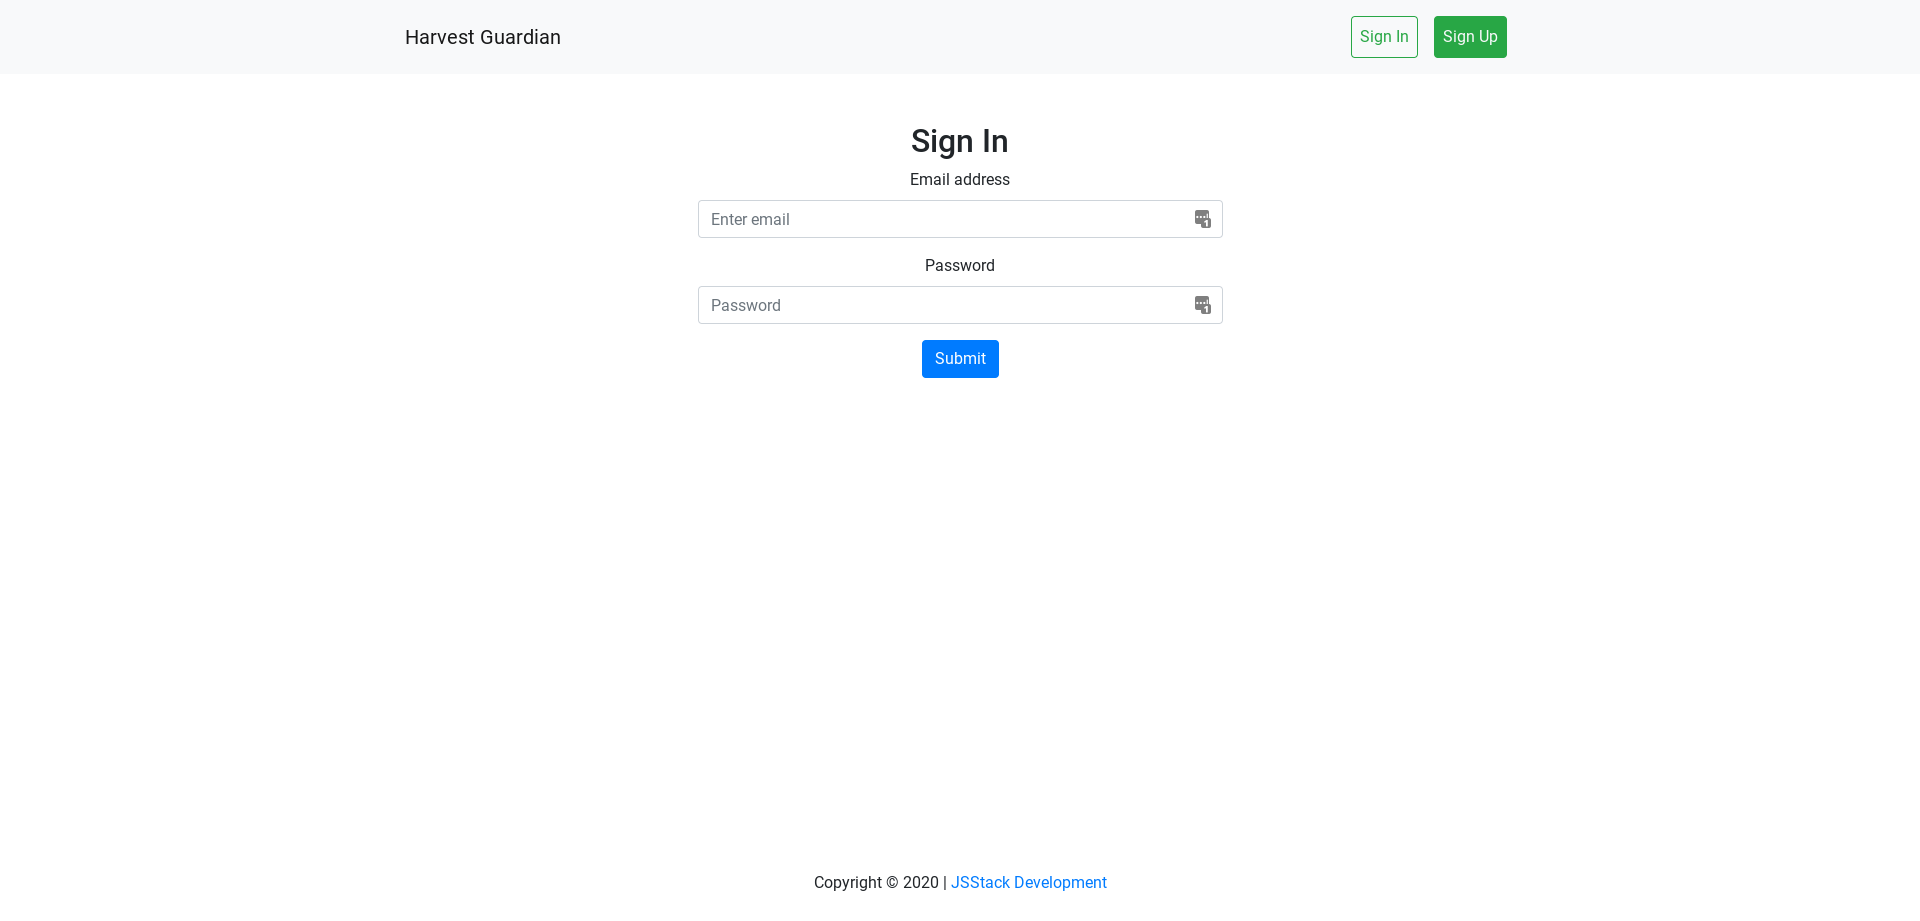 Harvest Guardian
Sign In
Sign Up
Sign In
Email address
Enter email
Password
Password
Submit
Copyright © 2020 | JSStack Development